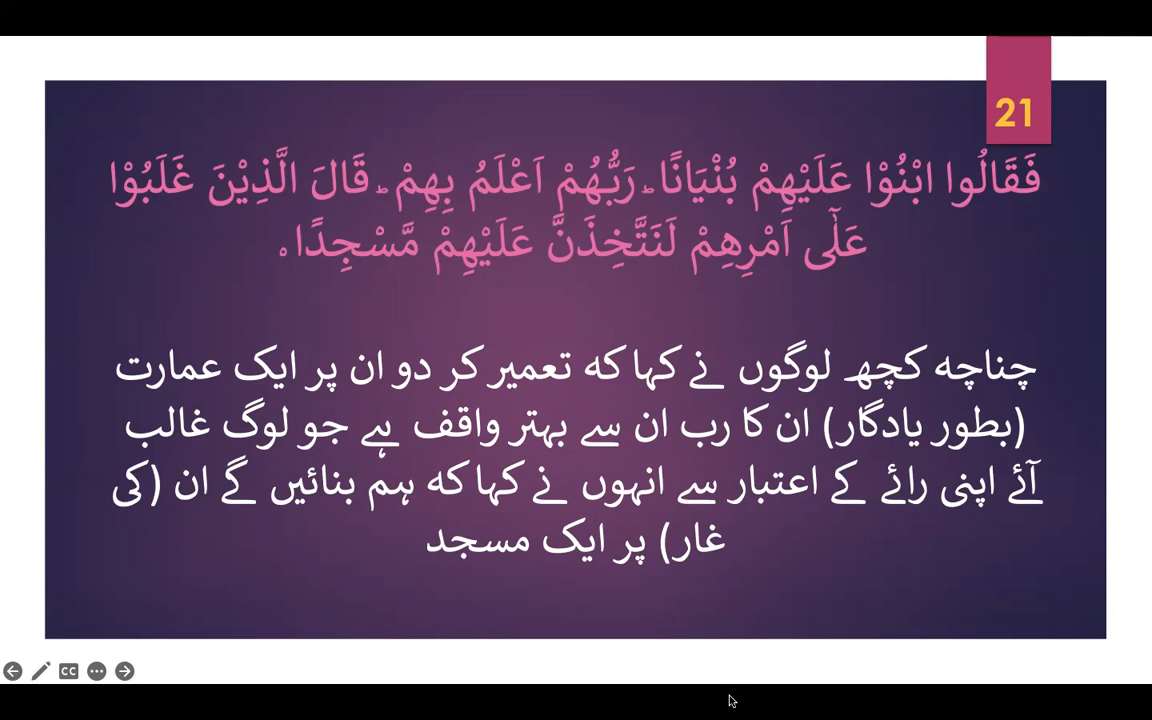 21
فَقَالُوا ابْنُوْا عَلَيْهِمْ بُنْيَانًا ۖ رَبُّهُمْ اَعْلَمُ بِهِمْ ۖ قَالَ الَّذِيْنَ غَلَبُوْا
عَلٰٓى اَمْرِهِمْ لَنَتَّخِذَنَّ عَلَيْهِمْ مَّسْجِدًا ہ
چناچہ کچھ لوگوں نے کہا کہ تعمیر کر دو ان پر ایک عمارت
(بطور یادگار) ان کا رب ان سے بہتر واقف ہے جو لوگ غالب
آئے اپنی رائے کے اعتبار سے انہوں نے کہا کہ ہم بنائیں گے ان (کی
غار) پر ایک مسجد
CC